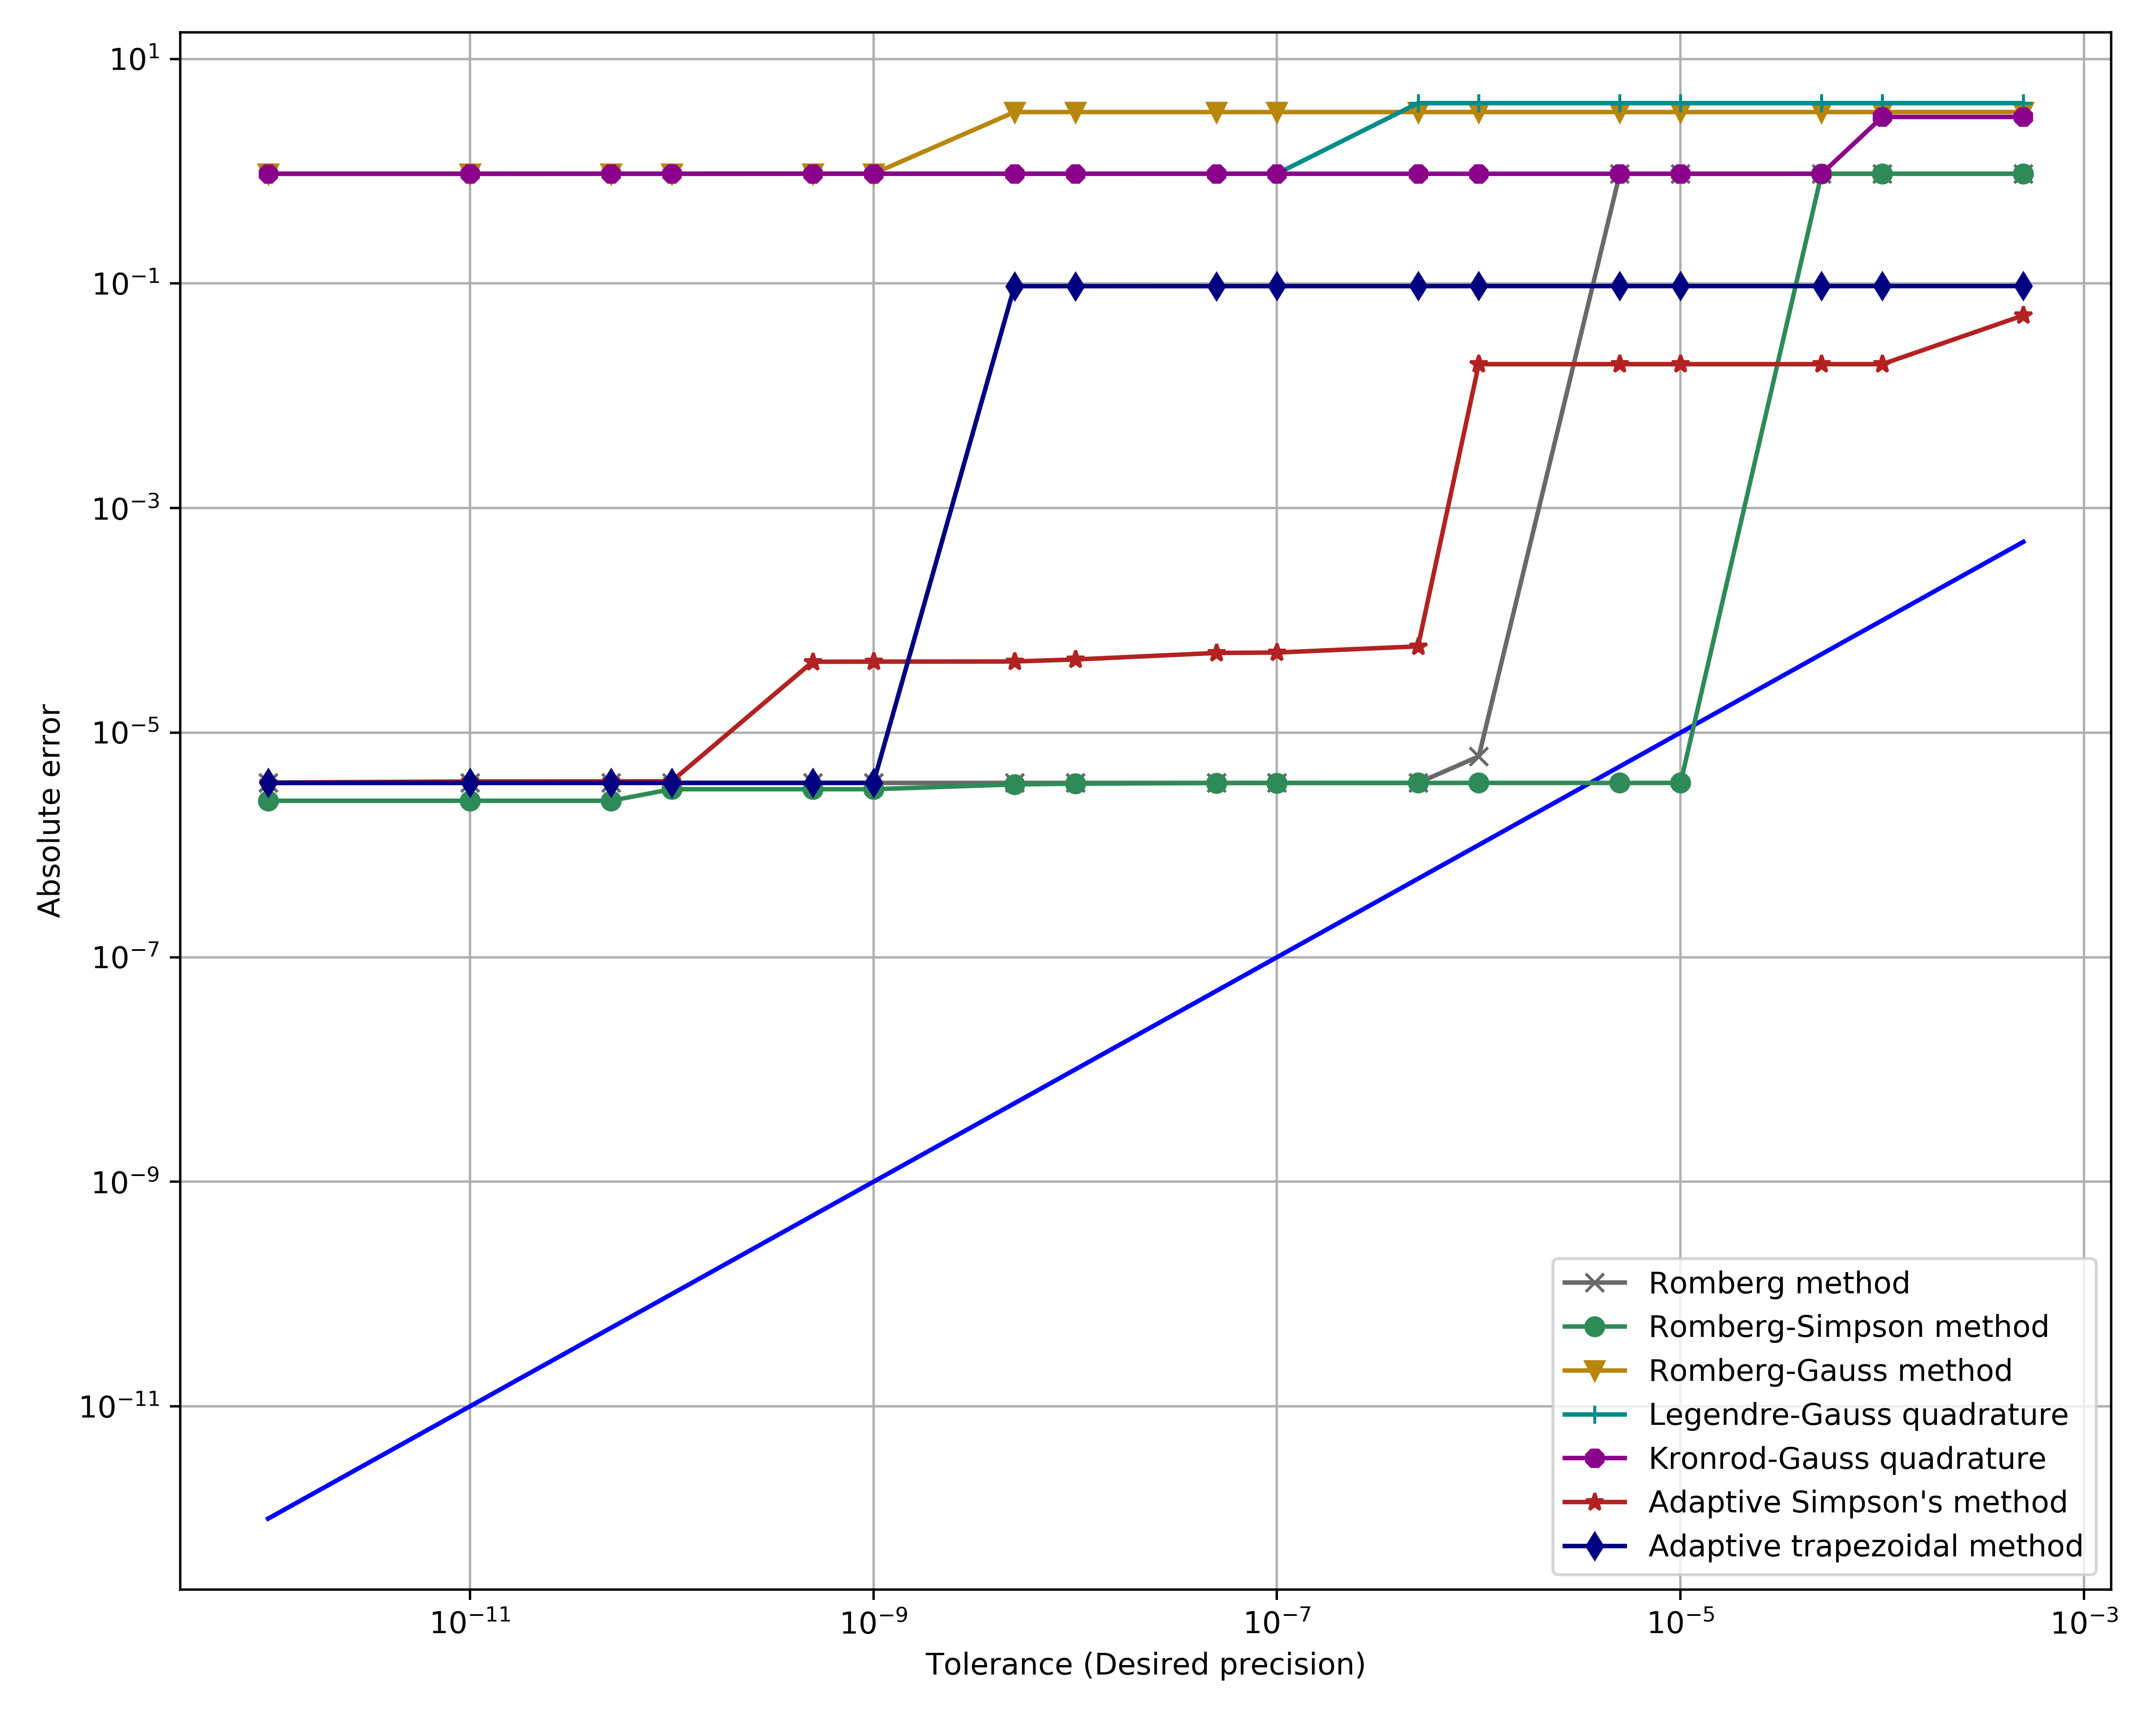 10¹
10⁻¹
10⁻³
10⁻⁵
10⁻⁷
10⁻⁹
10⁻¹¹
Absolute error
10⁻¹¹ 10⁻⁹ 10⁻⁷ 10⁻⁵ 10⁻³
Tolerance (Desired precision)
Romberg method
Romberg-Simpson method
Romberg-Gauss method
Legendre-Gauss quadrature
Kronrod-Gauss quadrature
Adaptive Simpson's method
Adaptive trapezoidal method